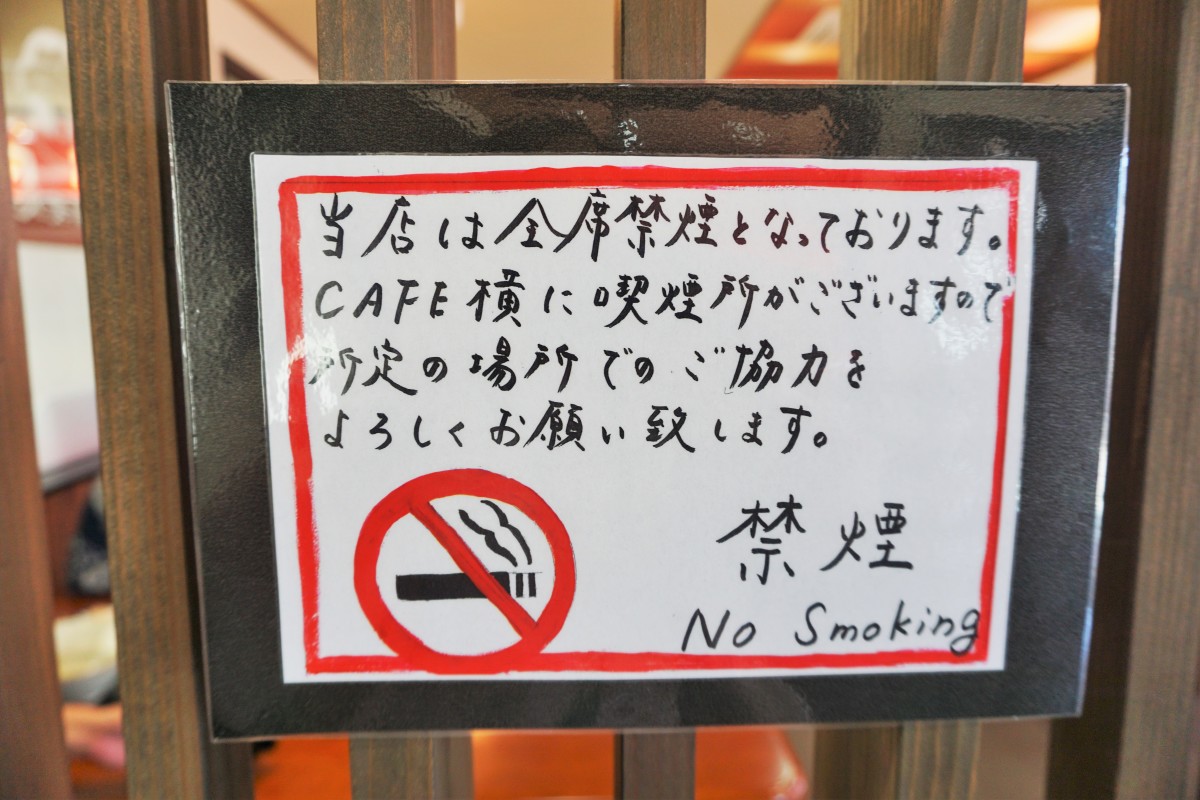 当店は全席禁煙となっております。
CAFE横に喫煙所がございますので
所定の場所でのご協力を
よろしくお願い致します。
禁煙
No Smoking